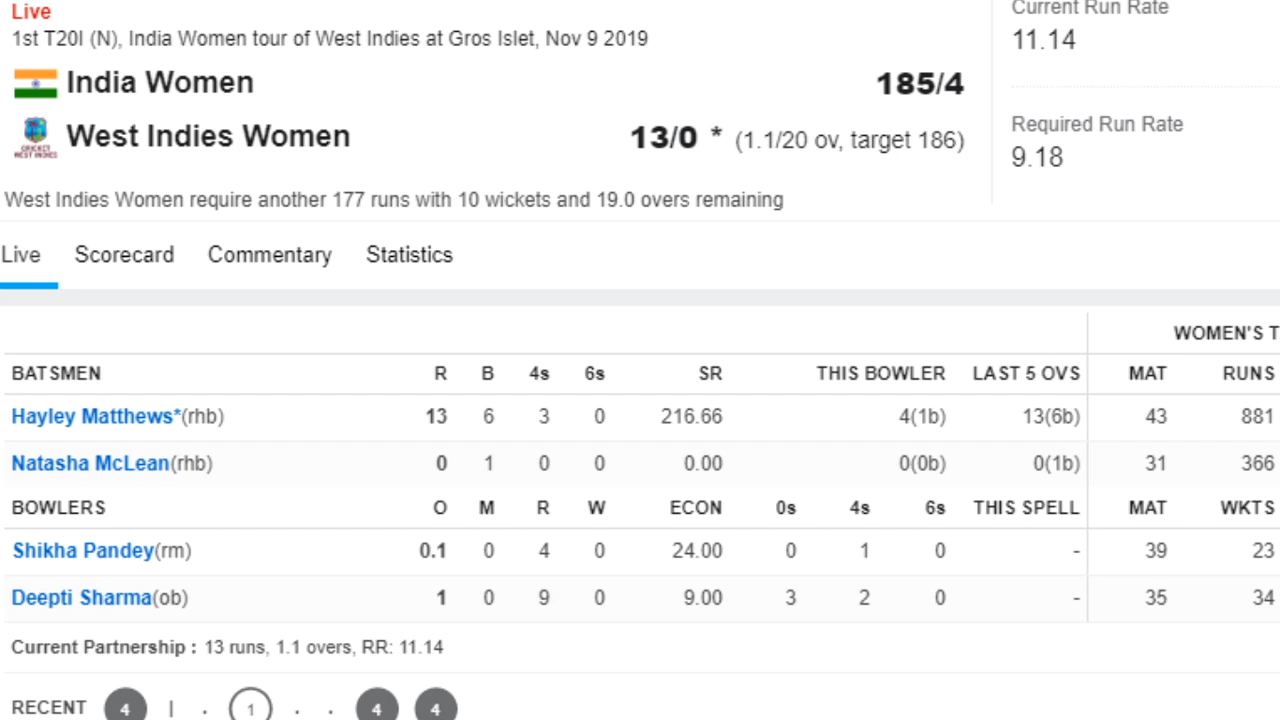 Live
1st T20I (N), India Women tour of West Indies at Gros Islet, Nov 9 2019
India Women 185/4
CRICKET WEST INDIES West Indies Women 13/0 * (1.1/20 ov, target 186)
West Indies Women require another 177 runs with 10 wickets and 19.0 overs remaining
Current Run Rate
11.14
Required Run Rate
9.18
Live Scorecard Commentary Statistics
WOMEN'S T
BATSMEN R B 4s 6s SR THIS BOWLER LAST 5 OVS MAT RUNS
Hayley Matthews*(rhb) 13 6 3 0 216.66 4(1b) 13(6b) 43 881
Natasha McLean(rhb) 0 1 0 0 0.00 0(0b) 0(1b) 31 366
BOWLERS O M R W ECON 0s 4s 6s THIS SPELL MAT WKTS
Shikha Pandey(rm) 0.1 0 4 0 24.00 0 1 0 - 39 23
Deepti Sharma(ob) 1 0 9 0 9.00 3 2 0 - 35 34
Current Partnership : 13 runs, 1.1 overs, RR: 11.14
RECENT 4 | . 1 . . 4 4